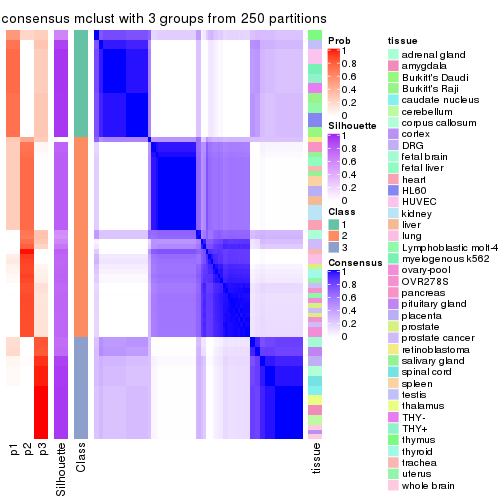 consensus mclust with 3 groups from 250 partitions
Prob
1
0.8
0.6
0.4
0.2
0
Silhouette
1
0.8
0.6
0.4
0.2
0
Class
1
2
3
Consensus
1
0.8
0.6
0.4
0.2
0
tissue
adrenal gland
amygdala
Burkitt's Daudi
Burkitt's Raji
caudate nucleus
cerebellum
corpus callosum
cortex
DRG
fetal brain
fetal liver
heart
HL60
HUVEC
kidney
liver
lung
Lymphoblastic molt-4
myelogenous k562
ovary-pool
OVR278S
pancreas
pituitary gland
placenta
prostate
prostate cancer
retinoblastoma
salivary gland
spinal cord
spleen
testis
thalamus
THY-
THY+
thymus
thyroid
trachea
uterus
whole brain
p1
p2
p3
Silhouette
Class
tissue